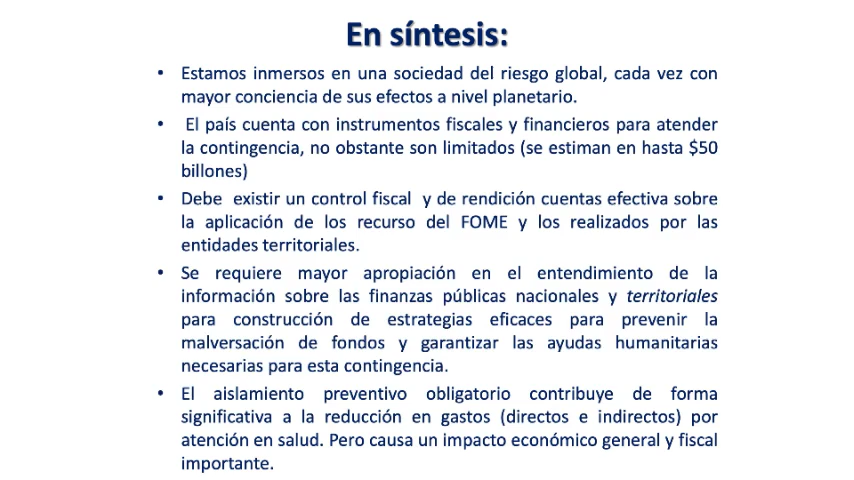 En síntesis:
• Estamos inmersos en una sociedad del riesgo global, cada vez con
mayor conciencia de sus efectos a nivel planetario.
• El país cuenta con instrumentos fiscales y financieros para atender
la contingencia, no obstante son limitados (se estiman en hasta $50
billones)
• Debe existir un control fiscal y de rendición cuentas efectiva sobre
la aplicación de los recurso del FOME y los realizados por las
entidades territoriales.
• Se requiere mayor apropiación en el entendimiento de la
información sobre las finanzas públicas nacionales y territoriales
para construcción de estrategias eficaces para prevenir la
malversación de fondos y garantizar las ayudas humanitarias
necesarias para esta contingencia.
• El aislamiento preventivo obligatorio contribuye de forma
significativa a la reducción en gastos (directos e indirectos) por
atención en salud. Pero causa un impacto económico general y fiscal
importante.